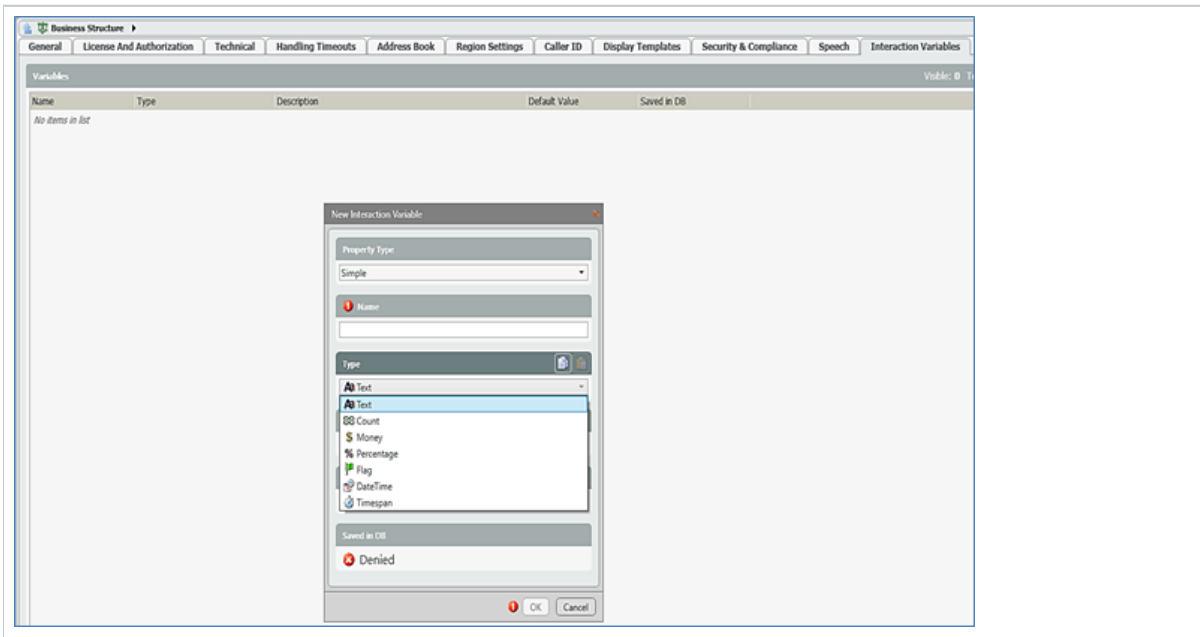 Business Structure
General License And Authorization Technical Handling Timeouts Address Book Region Settings Caller ID Display Templates Security & Compliance Speech Interaction Variables
Variables Visible: 0
Name Type Description Default Value Saved in DB
No items in list
New Interaction Variable
Property Type
Simple
Name
Type
Text
Text
Count
$ Money
% Percentage
Flag
DateTime
Timespan
Saved in DB
Denied
OK Cancel